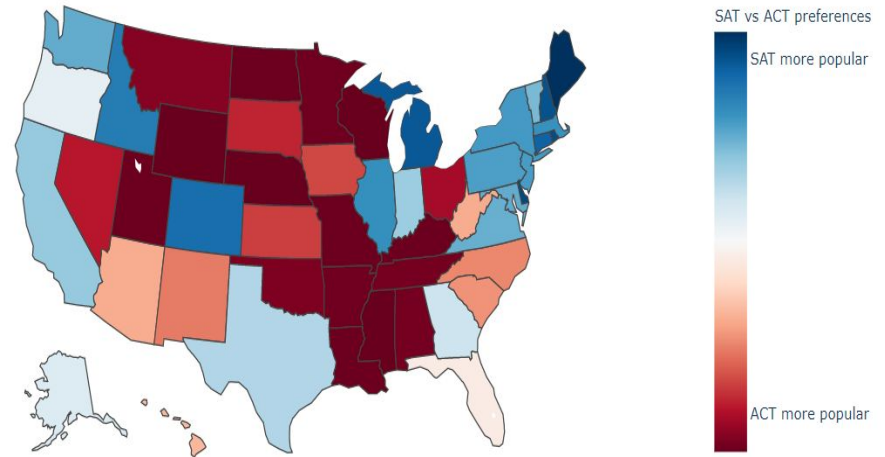 SAT vs ACT preferences
SAT more popular
ACT more popular